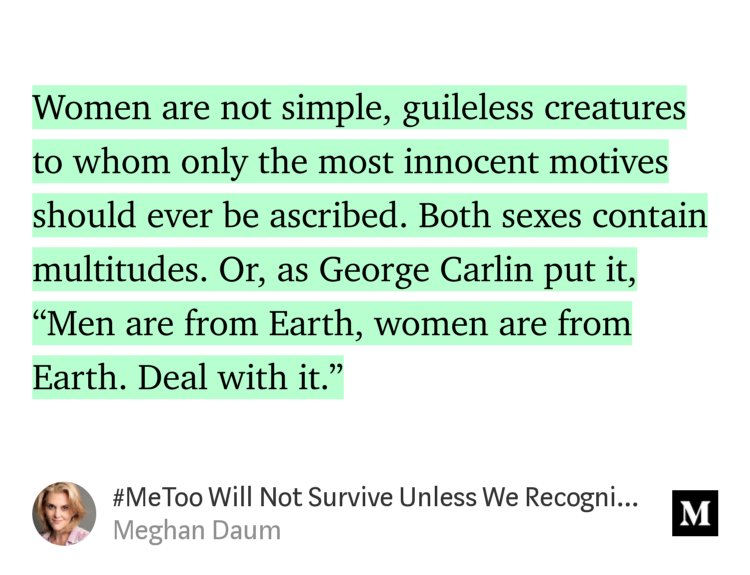 Women are not simple, guileless creatures
to whom only the most innocent motives
should ever be ascribed. Both sexes contain
multitudes. Or, as George Carlin put it,
“Men are from Earth, women are from
Earth. Deal with it.”
#MeToo Will Not Survive Unless We Recogni...
Meghan Daum
M